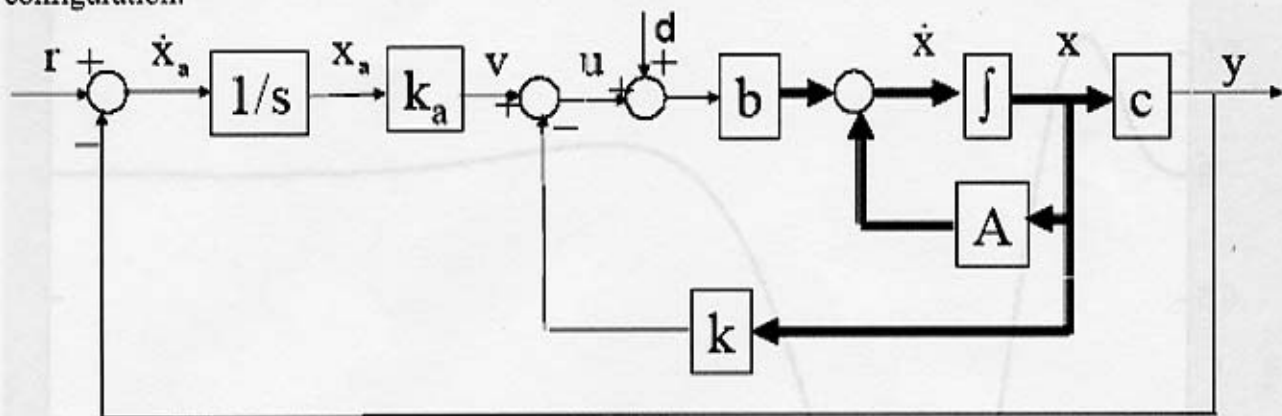 configuration.
r + ẋₐ 1/s xₐ kₐ v + − u + d + b ẋ ∫ x c y
−
A
k